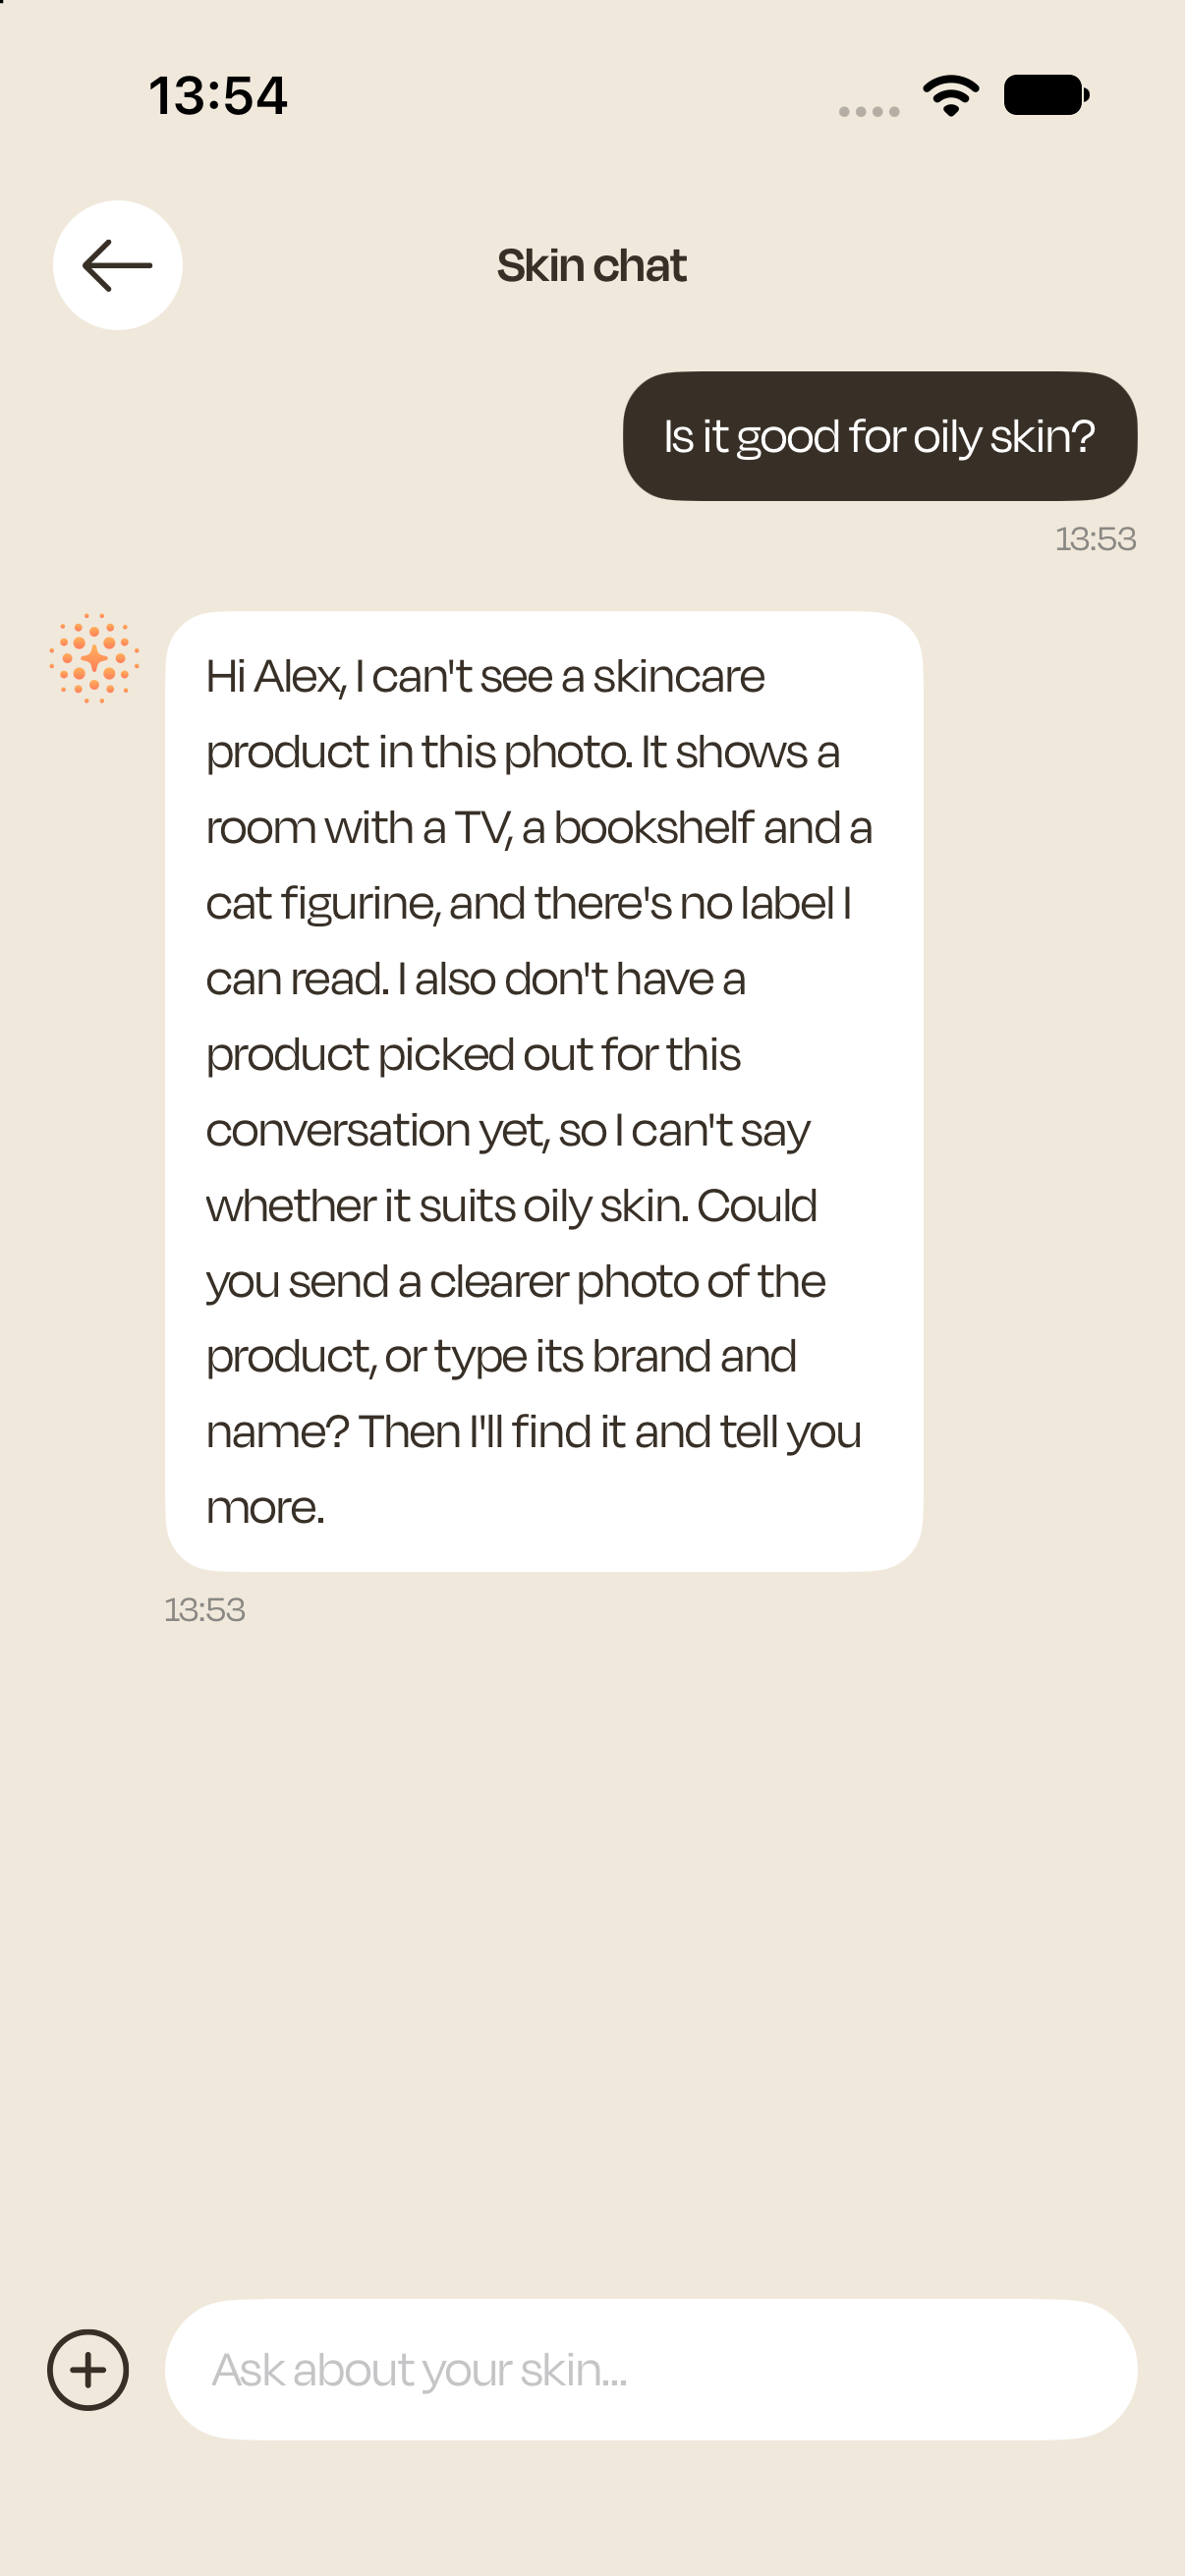 13:54
Skin chat
Is it good for oily skin?
13:53
Hi Alex, I can't see a skincare
product in this photo. It shows a
room with a TV, a bookshelf and a
cat figurine, and there's no label I
can read. I also don't have a
product picked out for this
conversation yet, so I can't say
whether it suits oily skin. Could
you send a clearer photo of the
product, or type its brand and
name? Then I'll find it and tell you
more.
13:53
Ask about your skin...